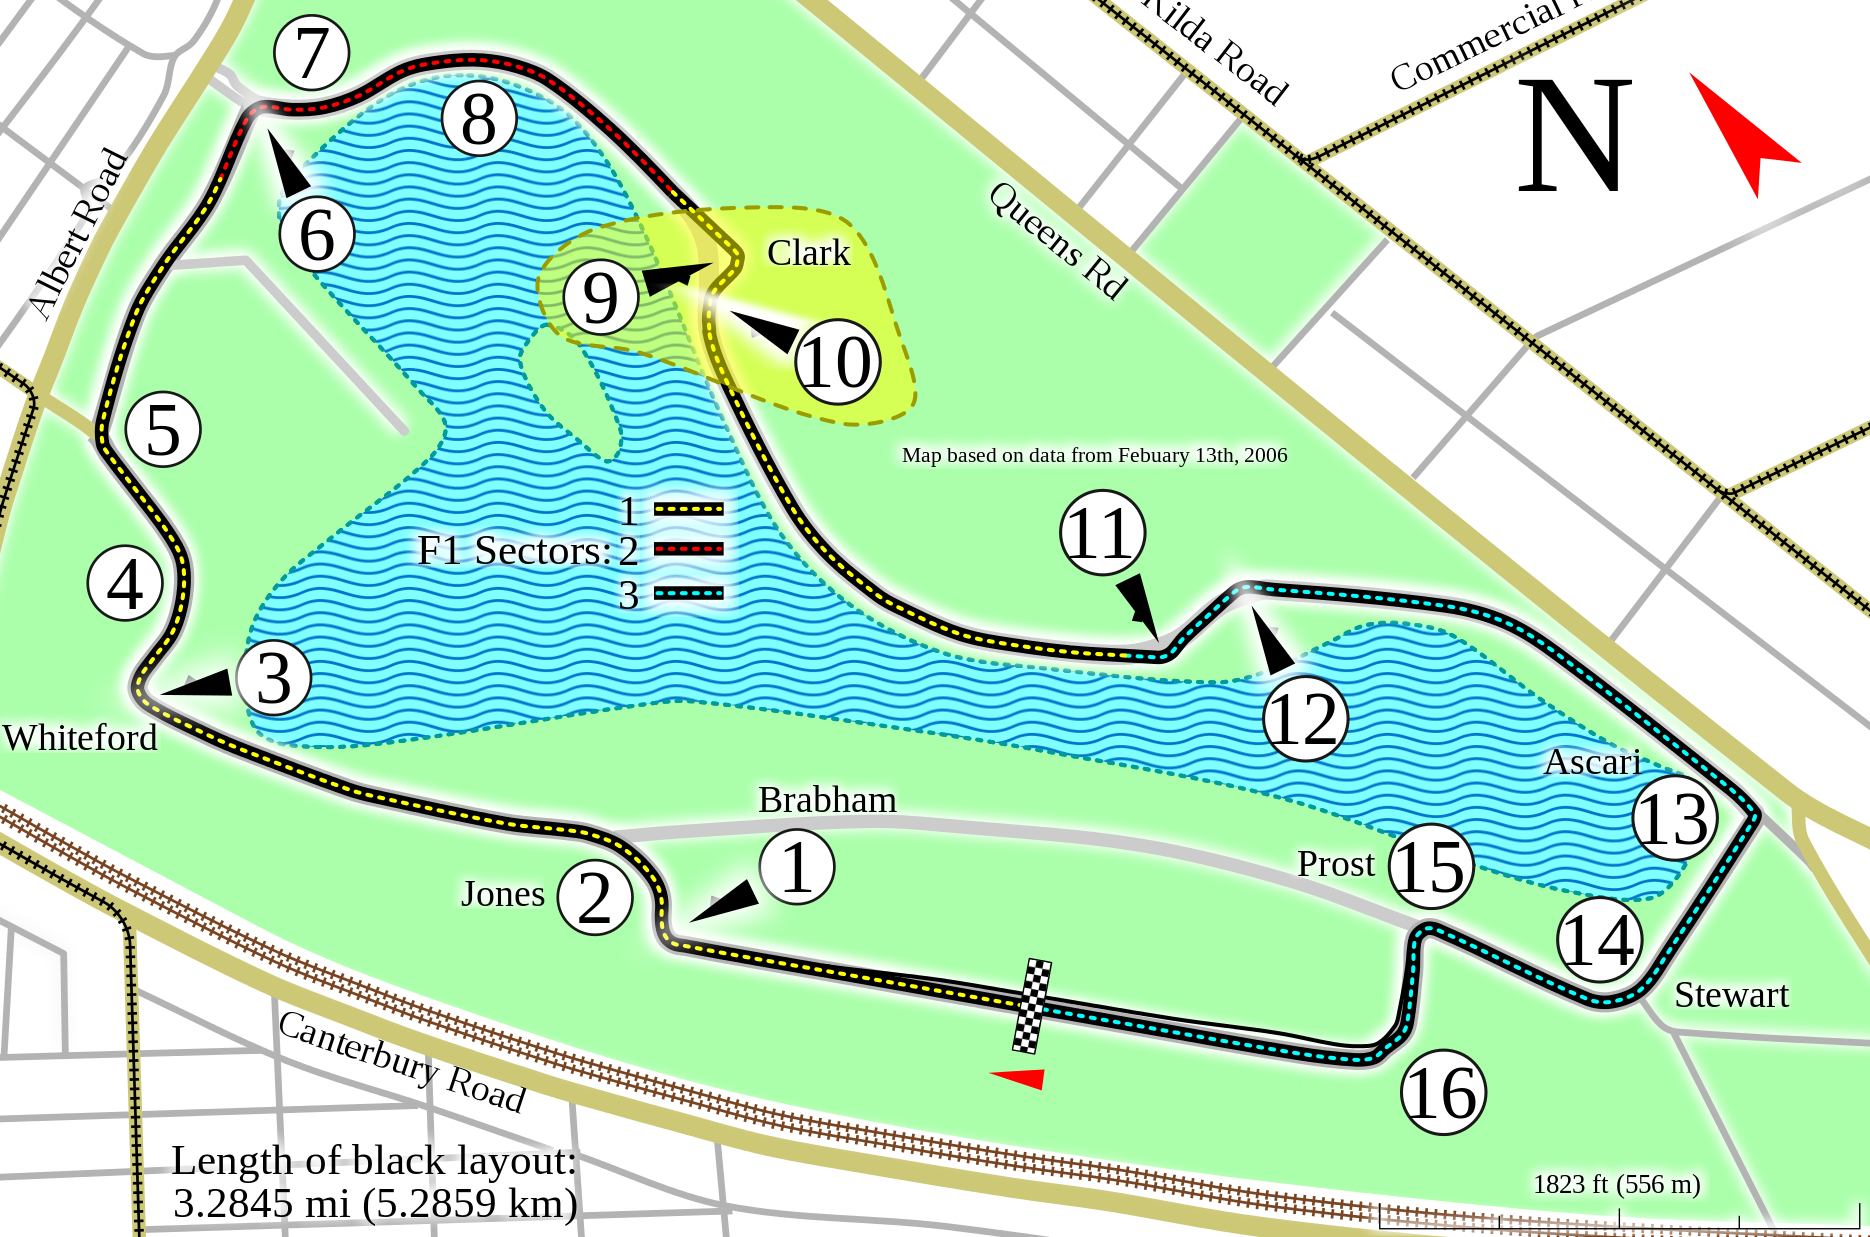 7
8
Kilda Road
Commercial
N
6
Albert Road
Queens Rd
Clark
9
10
5
Map based on data from Febuary 13th, 2006
11
F1 Sectors:
1
2
3
4
3
12
Whiteford
Ascari
Brabham
13
1
Prost
15
Jones
2
14
Stewart
Canterbury Road
16
Length of black layout:
3.2845 mi (5.2859 km)
1823 ft (556 m)